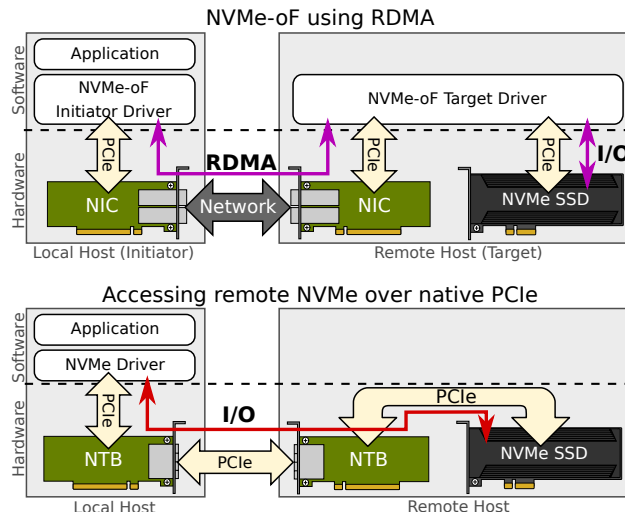 NVMe-oF using RDMA
Software
Application
NVMe-oF
Initiator Driver
NVMe-oF Target Driver
Hardware
PCIe
RDMA
PCIe
PCIe
I/O
NIC
Network
NIC
NVMe SSD
Local Host (Initiator)
Remote Host (Target)
Accessing remote NVMe over native PCIe
Software
Application
NVMe Driver
Hardware
PCIe
I/O
PCIe
NTB
PCIe
NTB
NVMe SSD
Local Host
Remote Host